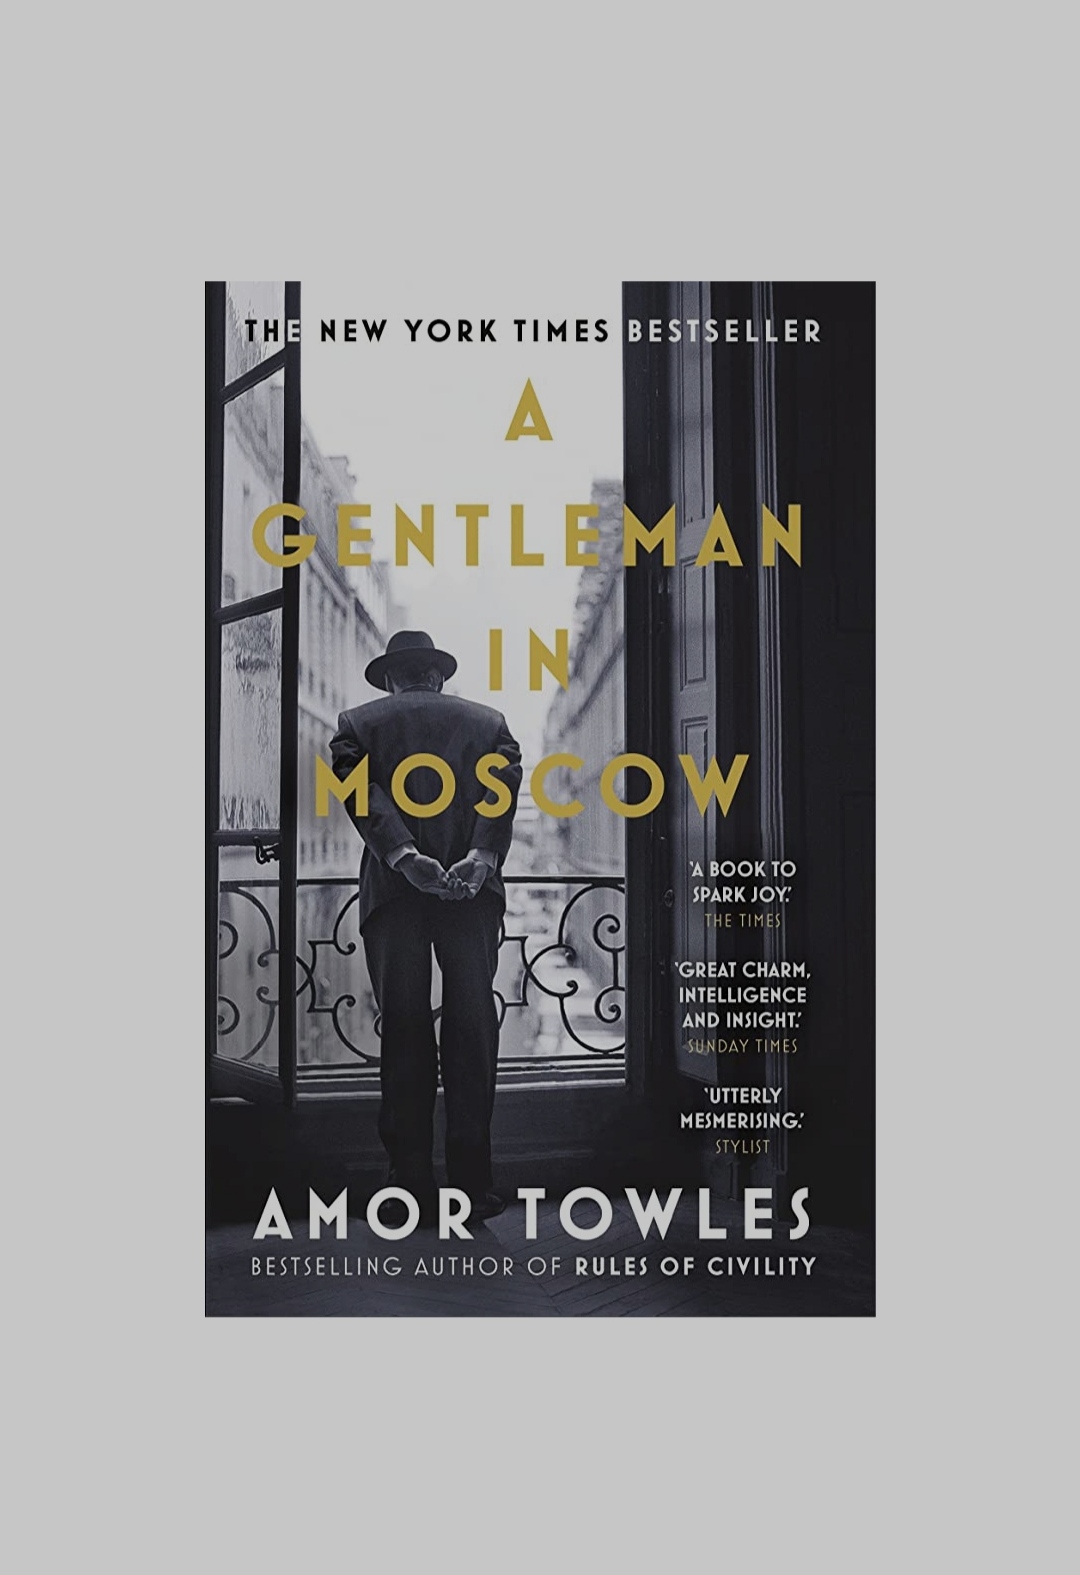 THE NEW YORK TIMES BESTSELLER
A
GENTLEMAN
IN
MOSCOW
'A BOOK TO
SPARK JOY.'
THE TIMES
'GREAT CHARM,
INTELLIGENCE
AND INSIGHT.'
SUNDAY TIMES
'UTTERLY
MESMERISING.'
STYLIST
AMOR TOWLES
BESTSELLING AUTHOR OF RULES OF CIVILITY